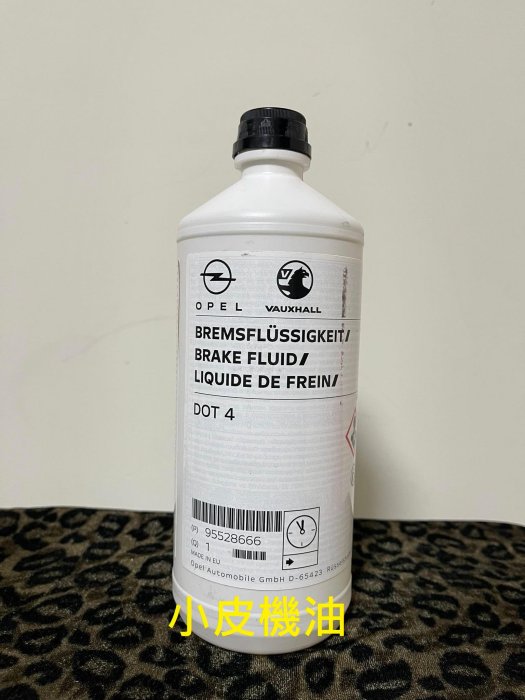 OPEL
VAUXHALL
BREMSFLÜSSIGKEIT/
BRAKE FLUID/
LIQUIDE DE FREIN/
DOT 4
(P) 95528666
(Q) 1
MADE IN EU
Opel Automobile GmbH D-65423
小皮機油